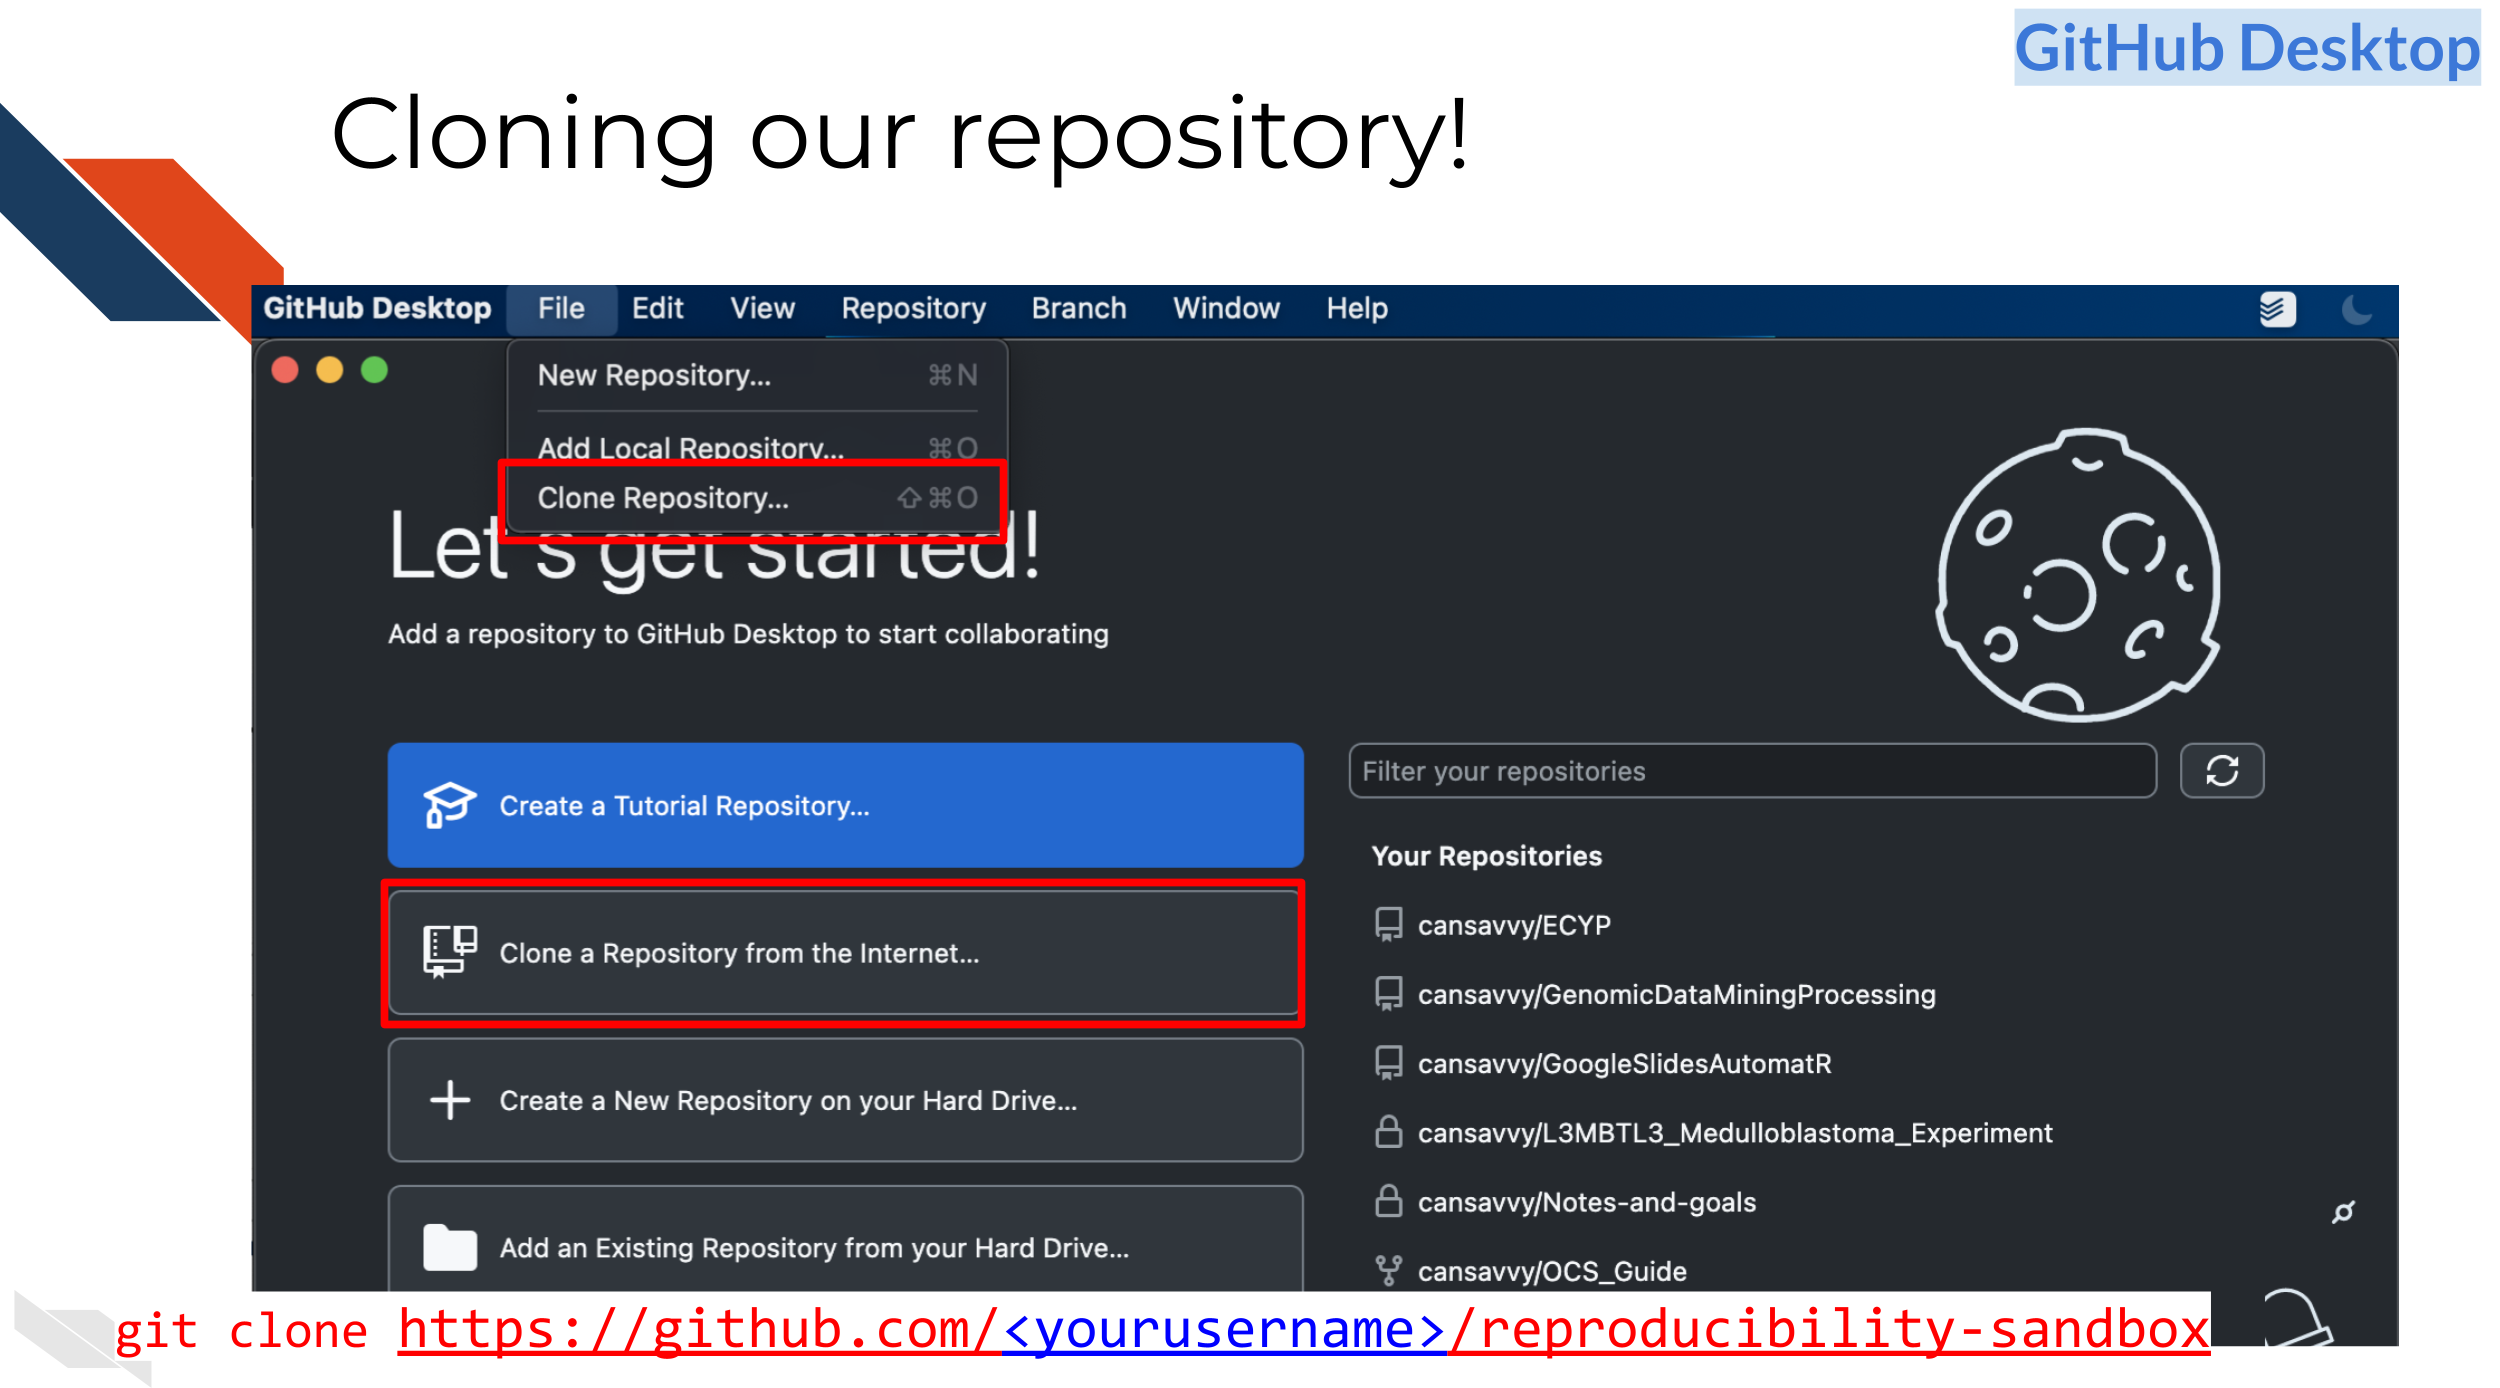 GitHub Desktop
Cloning our repository!
GitHub Desktop File Edit View Repository Branch Window Help
New Repository... ⌘N
Add Local Repository... ⌘O
Clone Repository... ⇧⌘O
Let's get started!
Add a repository to GitHub Desktop to start collaborating
Create a Tutorial Repository...
Clone a Repository from the Internet...
Create a New Repository on your Hard Drive...
Add an Existing Repository from your Hard Drive...
Filter your repositories
Your Repositories
cansavvy/ECYP
cansavvy/GenomicDataMiningProcessing
cansavvy/GoogleSlidesAutomatR
cansavvy/L3MBTL3_Medulloblastoma_Experiment
cansavvy/Notes-and-goals
cansavvy/OCS_Guide
git clone https://github.com/<yourusername>/reproducibility-sandbox